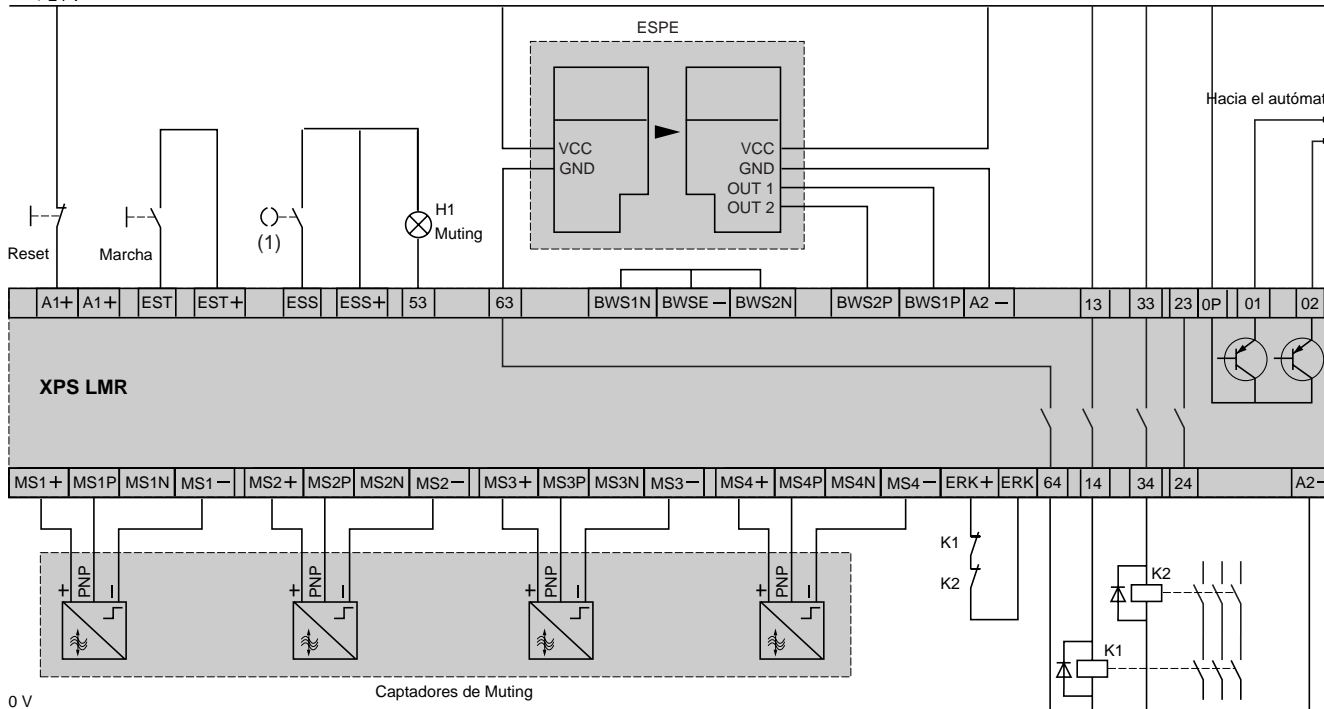 ESPE
Hacia el autómat
VCC
GND
VCC
GND
OUT 1
OUT 2
H1
Muting
(1)
Reset
Marcha
A1+ A1+ EST EST+ ESS ESS+ 53 63 BWS1N BWSE− BWS2N BWS2P BWS1P A2− 13 33 23 0P 01 02
XPS LMR
MS1+ MS1P MS1N MS1− MS2+ MS2P MS2N MS2− MS3+ MS3P MS3N MS3− MS4+ MS4P MS4N MS4− ERK+ ERK 64 14 34 24 A2−
K1
K2
+ PNP −
+ PNP −
+ PNP −
+ PNP −
K2
K1
Captadores de Muting
0 V